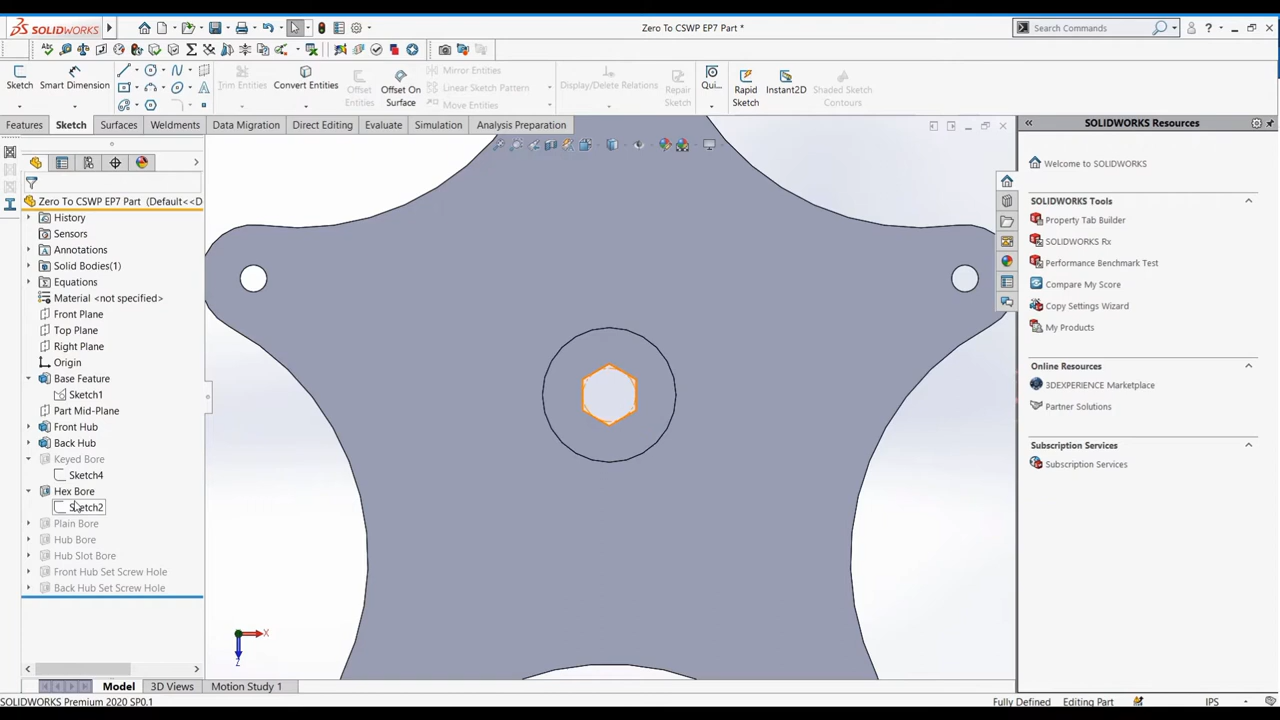 SOLIDWORKS
Zero To CSWP EP7 Part *
Search Commands
Sketch
Smart Dimension
Trim Entities
Convert Entities
Offset Entities
Offset On Surface
Mirror Entities
Linear Sketch Pattern
Move Entities
Display/Delete Relations
Repair Sketch
Qui...
Rapid Sketch
Instant2D
Shaded Sketch Contours
Features
Sketch
Surfaces
Weldments
Data Migration
Direct Editing
Evaluate
Simulation
Analysis Preparation
SOLIDWORKS Resources
Zero To CSWP EP7 Part (Default<<D
History
Sensors
Annotations
Solid Bodies(1)
Equations
Material <not specified>
Front Plane
Top Plane
Right Plane
Origin
Base Feature
Sketch1
Part Mid-Plane
Front Hub
Back Hub
Keyed Bore
Sketch4
Hex Bore
Sketch2
Plain Bore
Hub Bore
Hub Slot Bore
Front Hub Set Screw Hole
Back Hub Set Screw Hole
X
Z
Welcome to SOLIDWORKS
SOLIDWORKS Tools
Property Tab Builder
SOLIDWORKS Rx
Performance Benchmark Test
Compare My Score
Copy Settings Wizard
My Products
Online Resources
3DEXPERIENCE Marketplace
Partner Solutions
Subscription Services
Subscription Services
Model
3D Views
Motion Study 1
SOLIDWORKS Premium 2020 SP0.1
Fully Defined
Editing Part
IPS